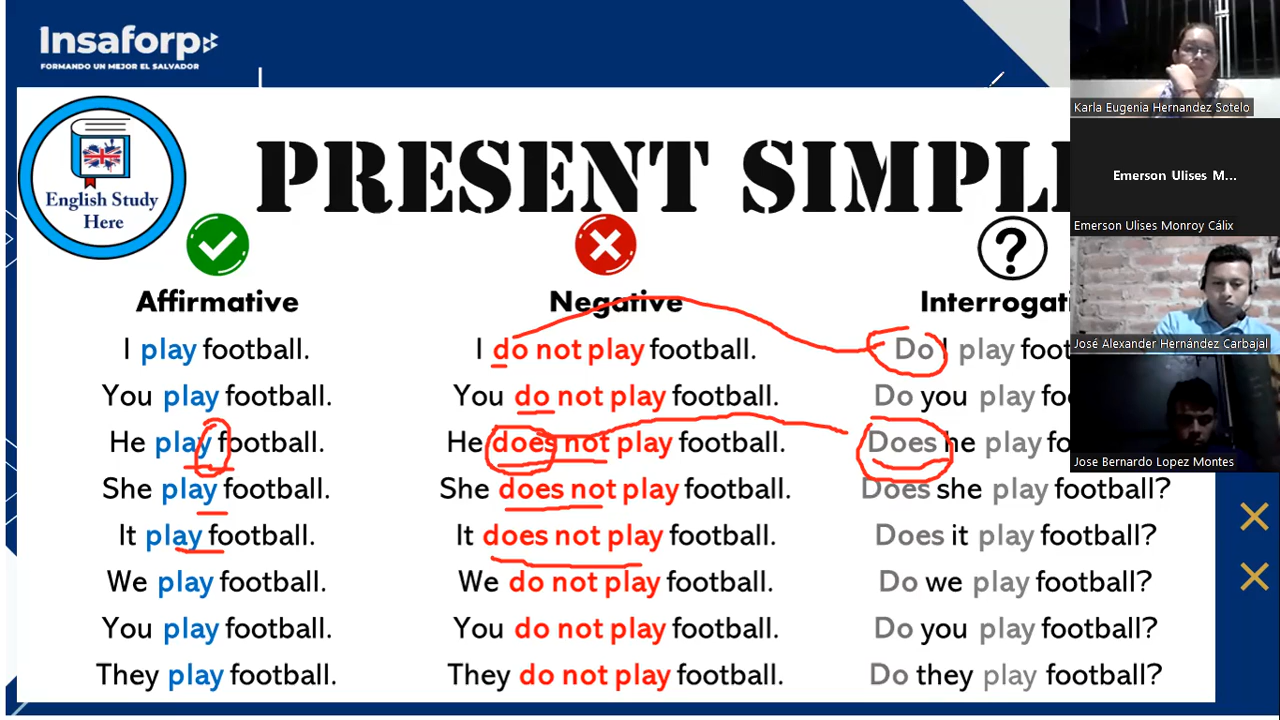 Insaforp
FORMANDO UN MEJOR EL SALVADOR
English Study
Here
PRESENT SIMPL
Affirmative Negative Interrogati
I play football. I do not play football. Do I play foot
You play football. You do not play football. Do you play fo
He play football. He does not play football. Does he play fo
She play football. She does not play football. Does she play football?
It play football. It does not play football. Does it play football?
We play football. We do not play football. Do we play football?
You play football. You do not play football. Do you play football?
They play football. They do not play football. Do they play football?
Karla Eugenia Hernandez Sotelo
Emerson Ulises M...
Emerson Ulises Monroy Cálix
José Alexander Hernández Carbajal
Jose Bernardo Lopez Montes